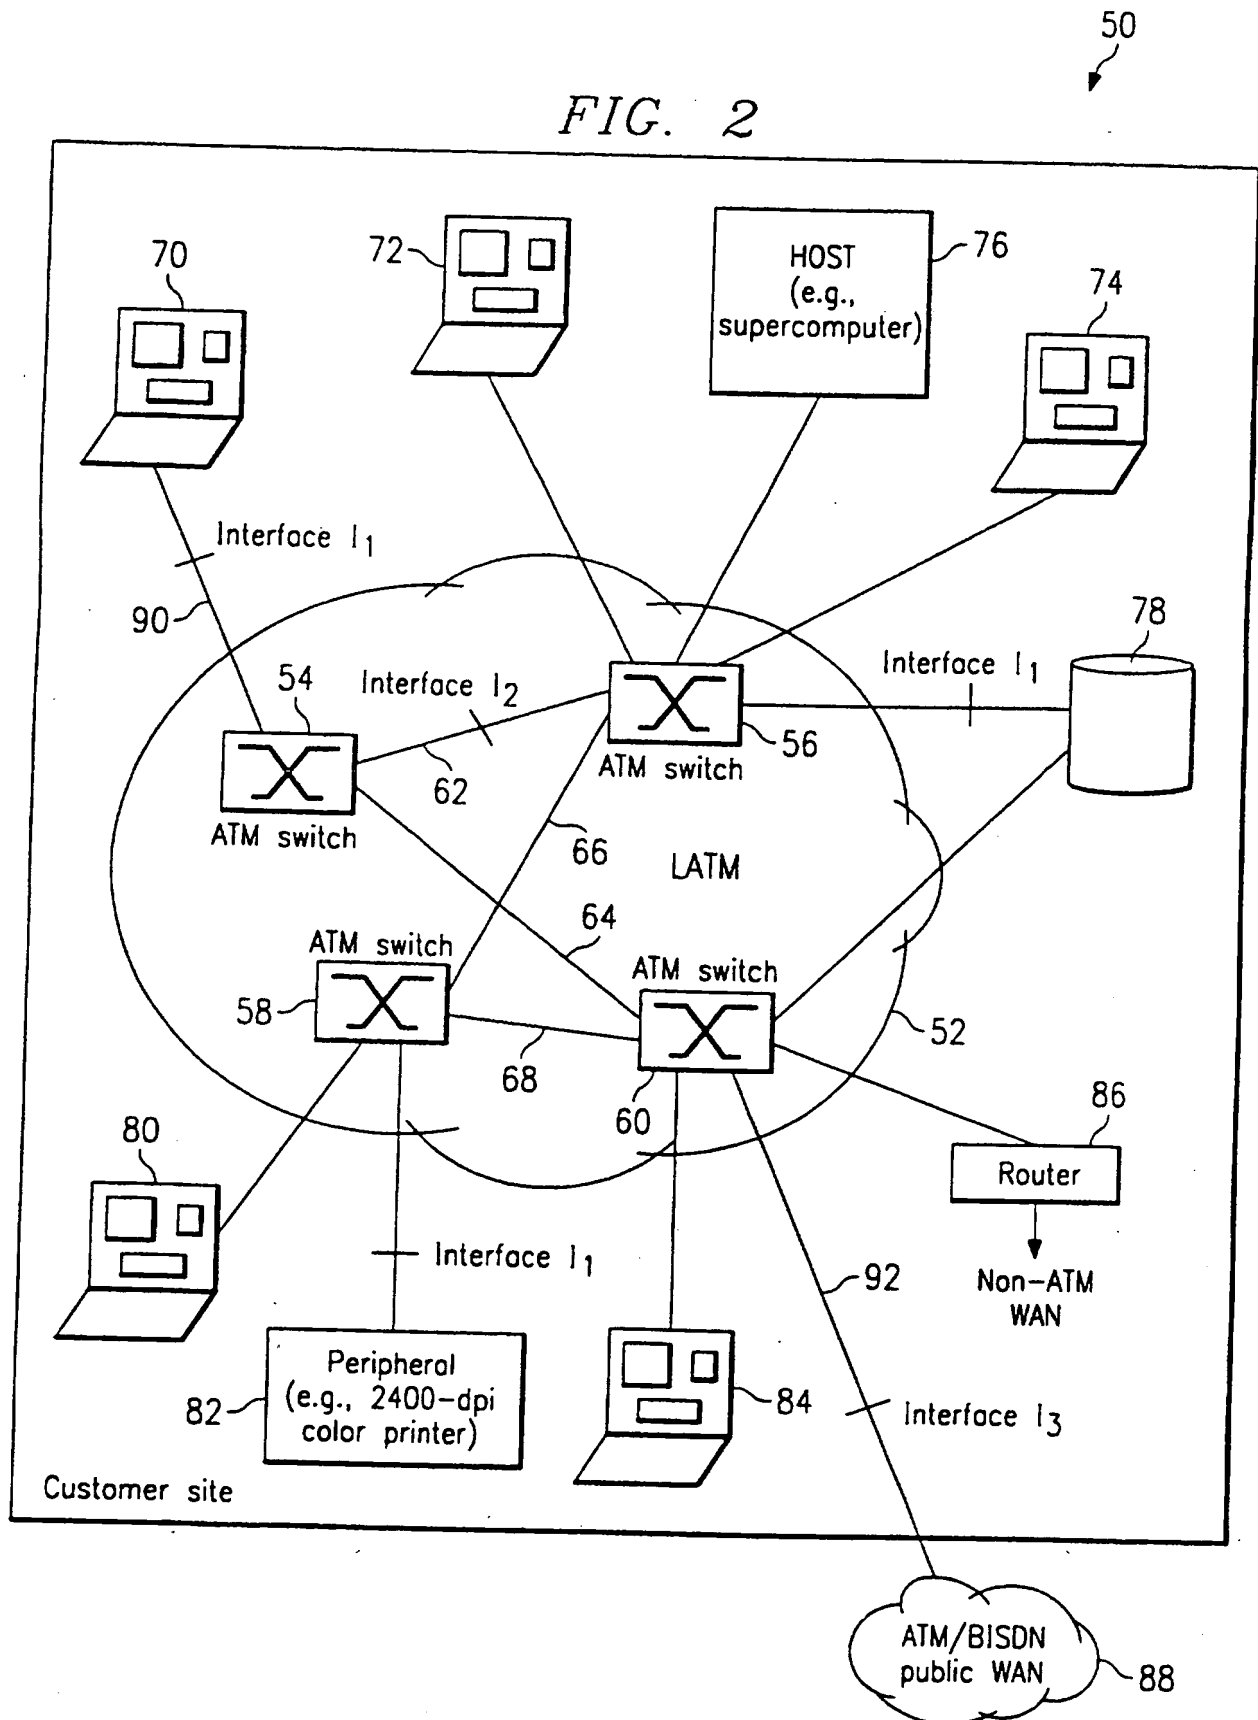 50
FIG. 2
70
72
HOST
(e.g.,
supercomputer)
76
74
Interface I1
90
54
Interface I2
62
ATM switch
ATM switch
56
Interface I1
78
66
LATM
64
ATM switch
58
ATM switch
68
60
52
86
Router
Non-ATM
WAN
80
Interface I1
92
Peripheral
(e.g., 2400-dpi
color printer)
82
84
Interface I3
Customer site
ATM/BISDN
public WAN
88